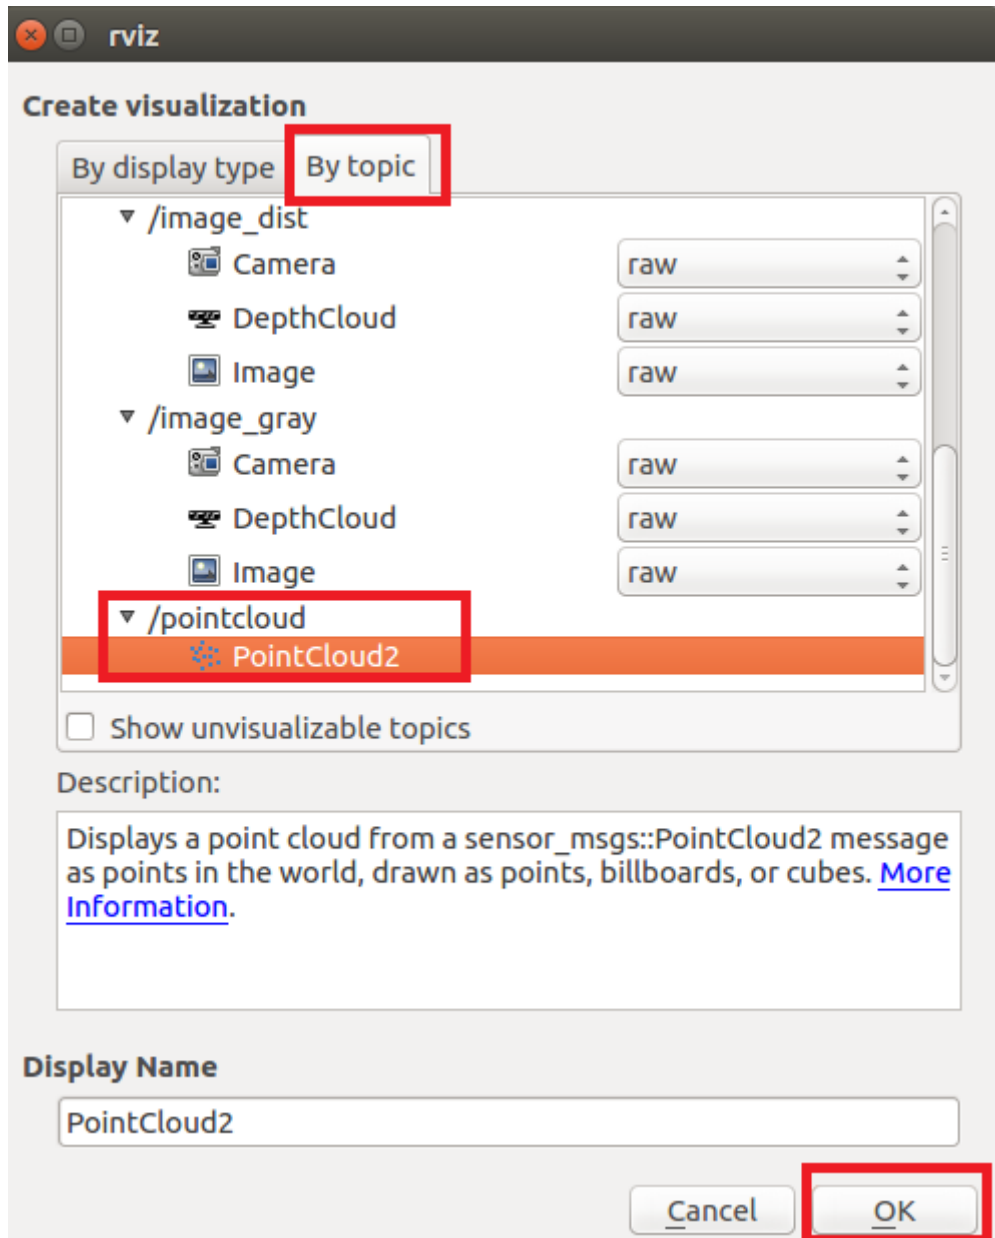 rviz
Create visualization
By display type
By topic
/image_dist
Camera raw
DepthCloud raw
Image raw
/image_gray
Camera raw
DepthCloud raw
Image raw
/pointcloud
PointCloud2
Show unvisualizable topics
Description:
Displays a point cloud from a sensor_msgs::PointCloud2 message
as points in the world, drawn as points, billboards, or cubes. More
Information.
Display Name
PointCloud2
Cancel
OK